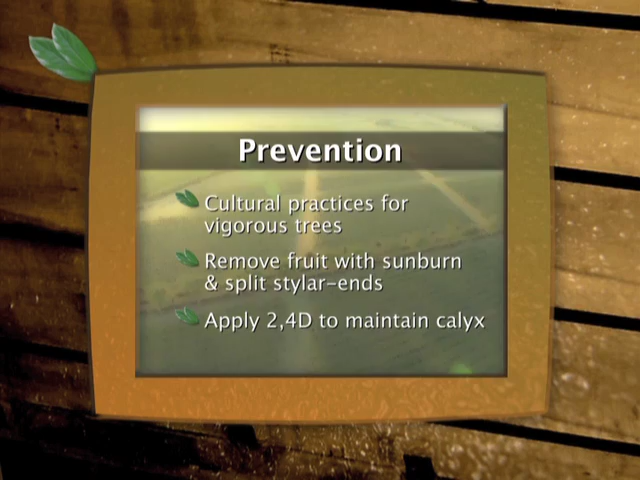 Prevention
Cultural practices for
vigorous trees
Remove fruit with sunburn
& split stylar-ends
Apply 2,4D to maintain calyx